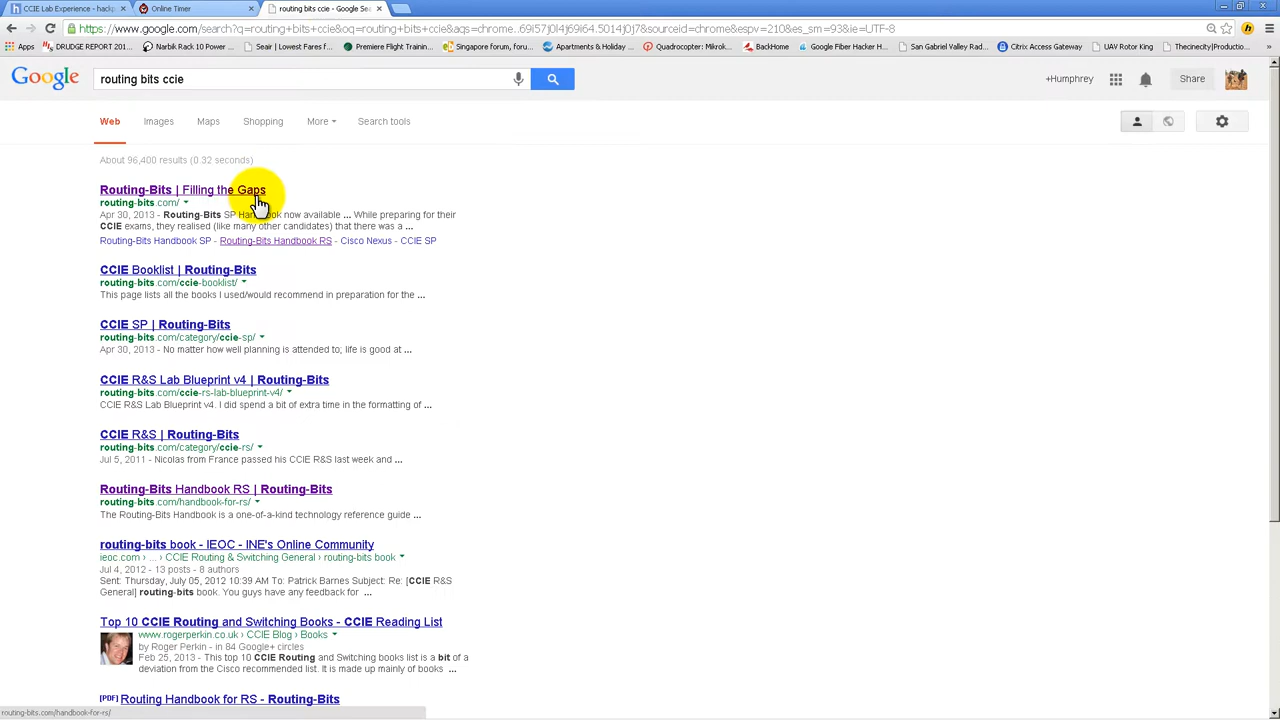 CCIE Lab Experience - hackp
Online Timer
routing bits ccie - Google Sea
https://www.google.com/search?q=routing+bits+ccie&oq=routing+bits+ccie&aqs=chrome..69i57j0l4j69i64.5014j0j7&sourceid=chrome&espv=210&es_sm=93&ie=UTF-8
Apps
DRUDGE REPORT 201...
Narbik Rack 10 Power ...
Seair | Lowest Fares f...
Premiere Flight Trainin...
Singapore forum, foru...
Apartments & Holiday ...
Quadrocopter: Mikrok...
BackHome
Google Fiber Hacker H...
San Gabriel Valley Rad...
Citrix Access Gateway
UAV Rotor King
Thecinecity|Productio...
Google
routing bits ccie
+Humphrey
Share
Web
Images
Maps
Shopping
More
Search tools
About 96,400 results (0.32 seconds)
Routing-Bits | Filling the Gaps
routing-bits.com/
Apr 30, 2013 - Routing-Bits SP Handbook now available ... While preparing for their
CCIE exams, they realised (like many other candidates) that there was a ...
Routing-Bits Handbook SP - Routing-Bits Handbook RS - Cisco Nexus - CCIE SP
CCIE Booklist | Routing-Bits
routing-bits.com/ccie-booklist/
This page lists all the books I used/would recommend in preparation for the ...
CCIE SP | Routing-Bits
routing-bits.com/category/ccie-sp/
Apr 30, 2013 - No matter how well planning is attended to; life is good at ...
CCIE R&S Lab Blueprint v4 | Routing-Bits
routing-bits.com/ccie-rs-lab-blueprint-v4/
CCIE R&S Lab Blueprint v4. I did spend a bit of extra time in the formatting of ...
CCIE R&S | Routing-Bits
routing-bits.com/category/ccie-rs/
Jul 5, 2011 - Nicolas from France passed his CCIE R&S last week and ...
Routing-Bits Handbook RS | Routing-Bits
routing-bits.com/handbook-for-rs/
The Routing-Bits Handbook is a one-of-a-kind technology reference guide ...
routing-bits book - IEOC - INE's Online Community
ieoc.com › ... › CCIE Routing & Switching General › routing-bits book
Jul 4, 2012 - 13 posts - 8 authors
Sent: Thursday, July 05, 2012 10:39 AM To: Patrick Barnes Subject: Re: [CCIE R&S
General] routing-bits book. You guys have any feedback for ...
Top 10 CCIE Routing and Switching Books - CCIE Reading List
www.rogerperkin.co.uk › CCIE Blog › Books
by Roger Perkin - in 84 Google+ circles
Feb 25, 2013 - This top 10 CCIE Routing and Switching books list is a bit of a
deviation from the Cisco recommended list. It is made up mainly of books ...
[PDF] Routing Handbook for RS - Routing-Bits
routing-bits.com/handbook-for-rs/